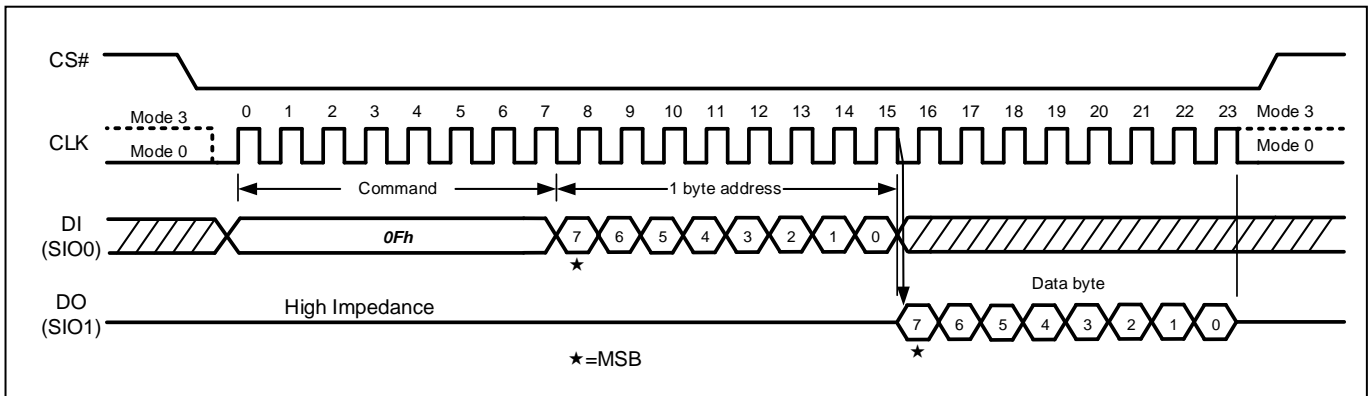 CS#
0 1 2 3 4 5 6 7 8 9 10 11 12 13 14 15 16 17 18 19 20 21 22 23
Mode 3
Mode 3
CLK
Mode 0
Mode 0
Command
1 byte address
DI
(SIO0)
0Fh
7 6 5 4 3 2 1 0
★
Data byte
DO
(SIO1)
High Impedance
7 6 5 4 3 2 1 0
★
★=MSB